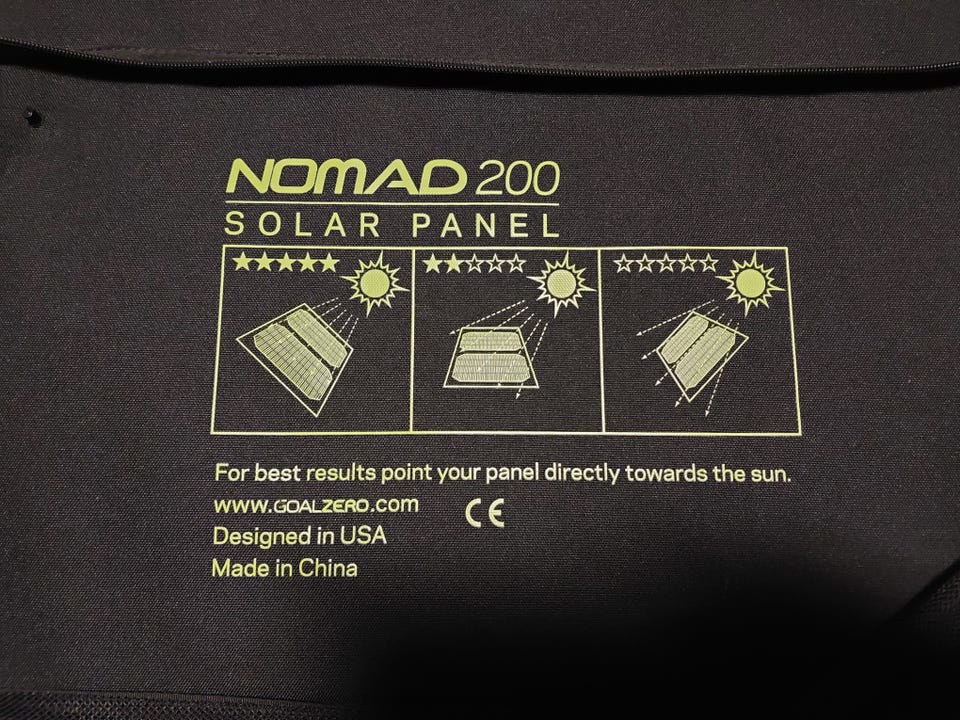 NOMAD 200
SOLAR PANEL
For best results point your panel directly towards the sun.
www.GOALZERO.com
CE
Designed in USA
Made in China